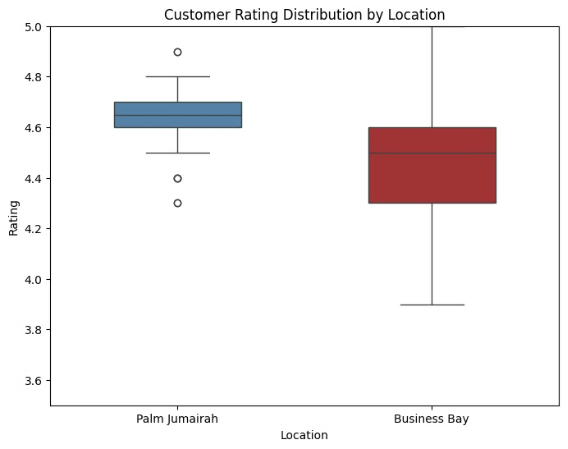 Customer Rating Distribution by Location
5.0
4.8
4.6
4.4
4.2
4.0
3.8
3.6
Rating
Palm Jumairah
Business Bay
Location